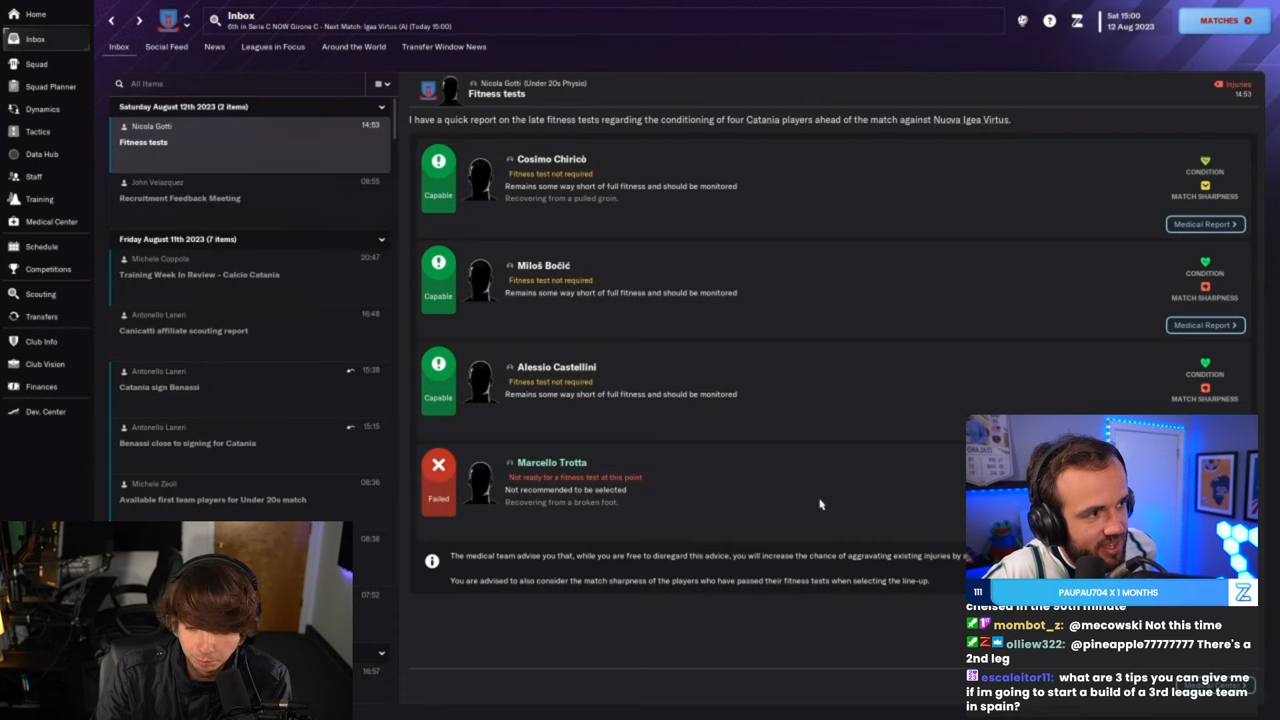 Home
Inbox
Squad
Squad Planner
Dynamics
Tactics
Data Hub
Staff
Training
Medical Center
Schedule
Competitions
Scouting
Transfers
Club Info
Club Vision
Finances
Dev. Center
Inbox
6th in Serie C NOW Girone C - Next Match: Igea Virtus (A) (Today 15:00)
Sat 15:00
12 Aug 2023
MATCHES
Inbox
Social Feed
News
Leagues in Focus
Around the World
Transfer Window News
All Items
Saturday August 12th 2023 (2 items)
Nicola Gotti 14:53
Fitness tests
John Velazquez 08:55
Recruitment Feedback Meeting
Friday August 11th 2023 (7 items)
Michele Coppola 20:47
Training Week In Review - Calcio Catania
Antonello Laneri 16:48
Canicattì affiliate scouting report
Antonello Laneri 15:38
Catania sign Benassi
Antonello Laneri 15:15
Benassi close to signing for Catania
Michele Zeoli 08:36
Available first team players for Under 20s match
08:36
07:52
16:57
Nicola Gotti (Under 20s Physio)
Fitness tests
Injuries
14:53
I have a quick report on the late fitness tests regarding the conditioning of four Catania players ahead of the match against Nuova Igea Virtus.
Capable
Cosimo Chiricò
Fitness test not required
Remains some way short of full fitness and should be monitored
Recovering from a pulled groin.
CONDITION
MATCH SHARPNESS
Medical Report >
Capable
Miloš Bočić
Fitness test not required
Remains some way short of full fitness and should be monitored
CONDITION
MATCH SHARPNESS
Medical Report >
Capable
Alessio Castellini
Fitness test not required
Remains some way short of full fitness and should be monitored
CONDITION
MATCH SHARPNESS
Failed
Marcello Trotta
Not ready for a fitness test at this point
Not recommended to be selected
Recovering from a broken foot.
The medical team advise you that, while you are free to disregard this advice, you will increase the chance of aggravating existing injuries by
You are advised to also consider the match sharpness of the players who have passed their fitness tests when selecting the line-up.
111 PAUPAU704 X 1 MONTHS
chelsed in the 90th minute
mombot_z: @mecowski Not this time
olliew322: @pineapple77777777 There's a
2nd leg
escaleitor11: what are 3 tips you can give me
if im going to start a build of a 3rd league team
in spain?